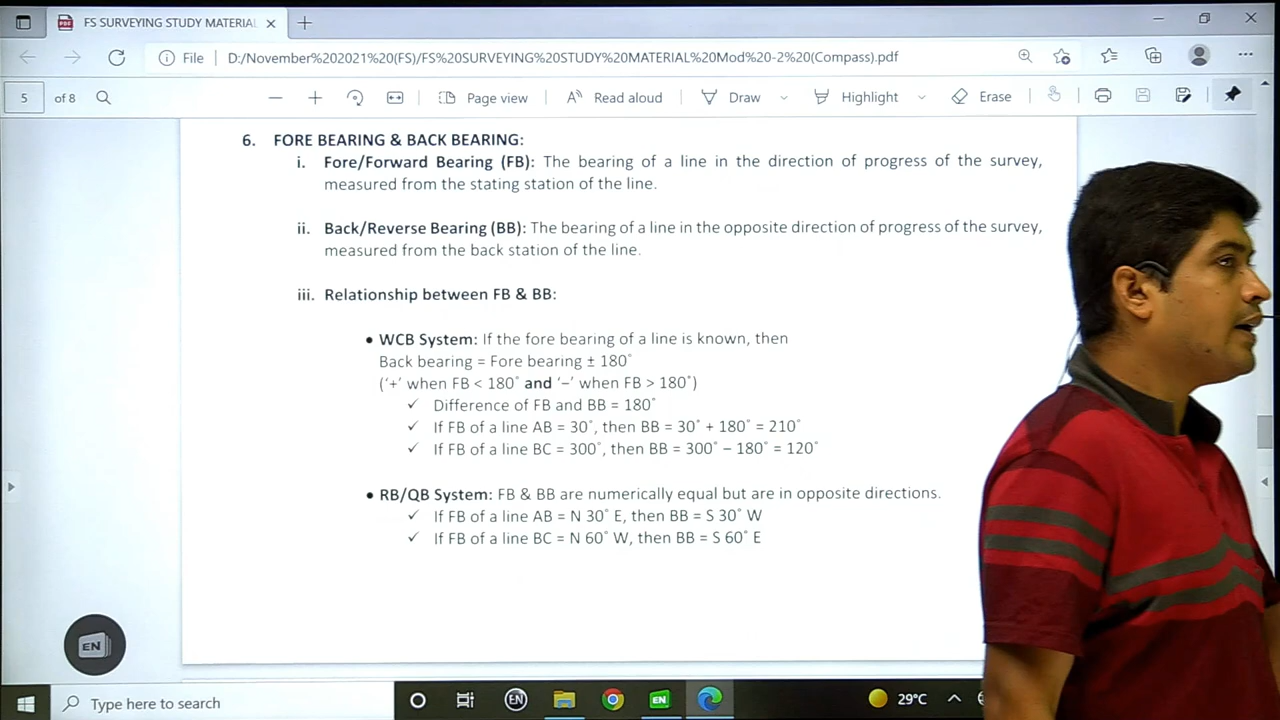 FS SURVEYING STUDY MATERIAL
File D:/November%202021%20(FS)/FS%20SURVEYING%20STUDY%20MATERIAL%20Mod%20-2%20(Compass).pdf
5 of 8 Page view Read aloud Draw Highlight Erase
6. FORE BEARING & BACK BEARING:
i. Fore/Forward Bearing (FB): The bearing of a line in the direction of progress of the survey,
measured from the stating station of the line.
ii. Back/Reverse Bearing (BB): The bearing of a line in the opposite direction of progress of the survey,
measured from the back station of the line.
iii. Relationship between FB & BB:
• WCB System: If the fore bearing of a line is known, then
Back bearing = Fore bearing ± 180˚
('+' when FB < 180˚ and '–' when FB > 180˚)
✓ Difference of FB and BB = 180˚
✓ If FB of a line AB = 30˚, then BB = 30˚ + 180˚ = 210˚
✓ If FB of a line BC = 300˚, then BB = 300˚ – 180˚ = 120˚
• RB/QB System: FB & BB are numerically equal but are in opposite directions.
✓ If FB of a line AB = N 30˚ E, then BB = S 30˚ W
✓ If FB of a line BC = N 60˚ W, then BB = S 60˚ E
EN
Type here to search EN EN 29°C